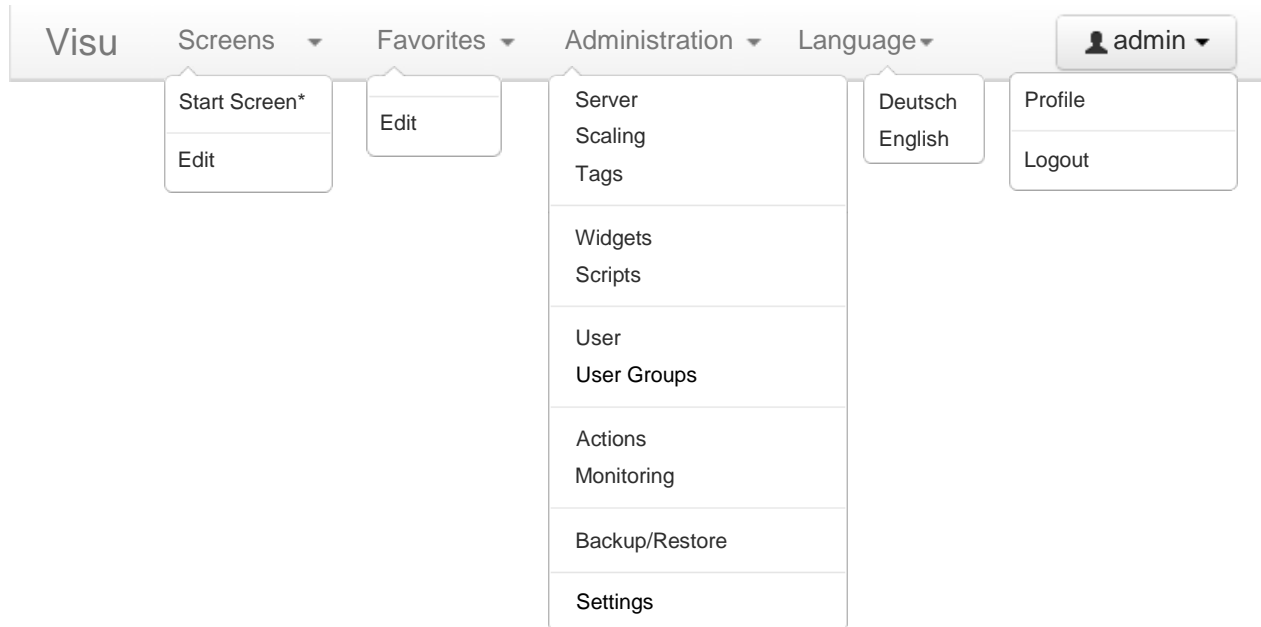 Visu Screens Favorites Administration Language admin
Start Screen*
Edit
Edit
Server
Scaling
Tags
Widgets
Scripts
User
User Groups
Actions
Monitoring
Backup/Restore
Settings
Deutsch
English
Profile
Logout